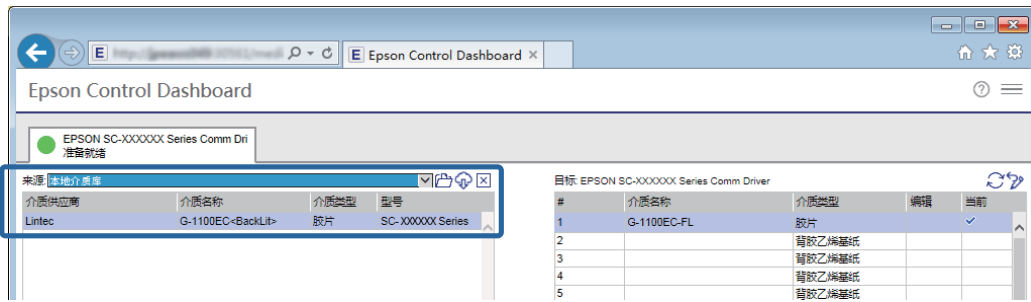 Epson Control Dashboard
Epson Control Dashboard
EPSON SC-XXXXXX Series Comm Dri
准备就绪
来源: 本地介质库
介质供应商 介质名称 介质类型 型号
Lintec G-1100EC<BackLit> 胶片 SC-XXXXXX Series
目标: EPSON SC-XXXXXX Series Comm Driver
# 介质名称 介质类型 编辑 当前
1 G-1100EC-FL 胶片
2 背胶乙烯基纸
3 背胶乙烯基纸
4 背胶乙烯基纸
5 背胶乙烯基纸